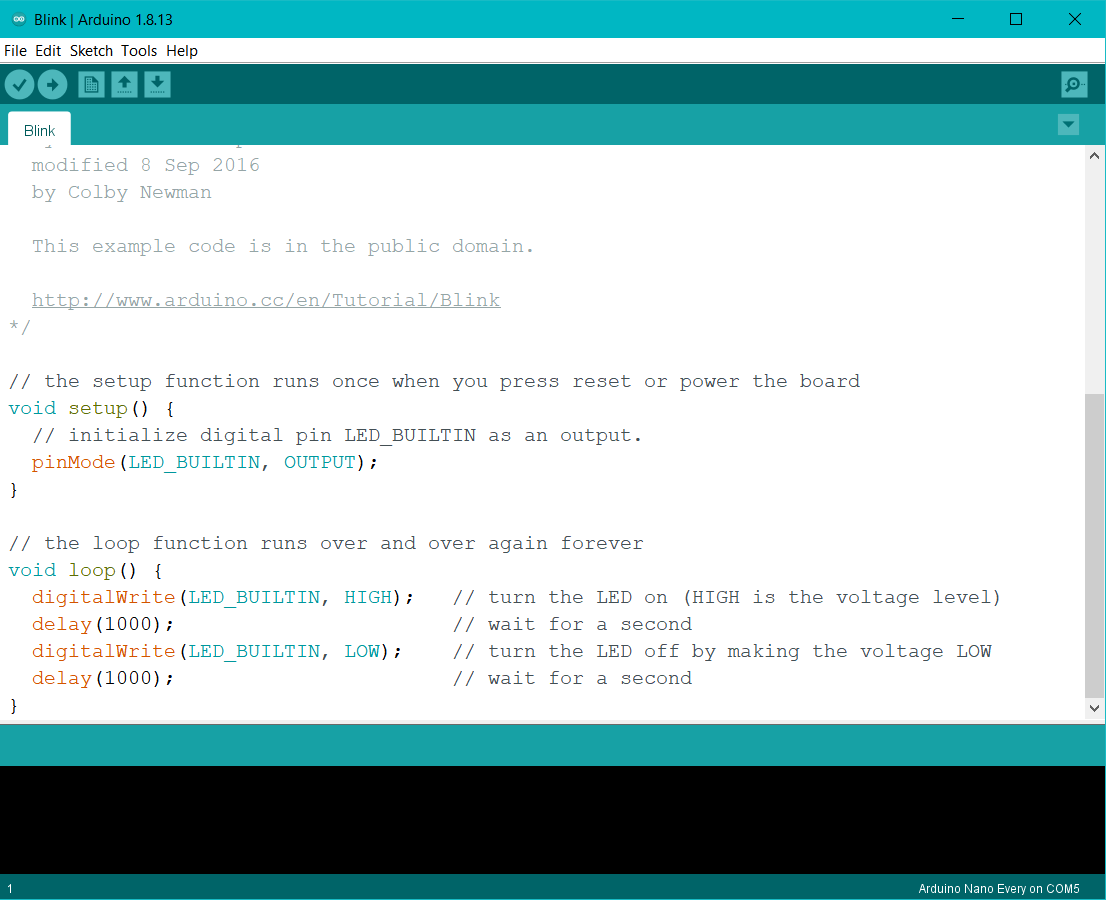 Blink | Arduino 1.8.13
File Edit Sketch Tools Help
Blink
modified 8 Sep 2016
by Colby Newman
This example code is in the public domain.
http://www.arduino.cc/en/Tutorial/Blink
*/
// the setup function runs once when you press reset or power the board
void setup() {
// initialize digital pin LED_BUILTIN as an output.
pinMode(LED_BUILTIN, OUTPUT);
}
// the loop function runs over and over again forever
void loop() {
digitalWrite(LED_BUILTIN, HIGH); // turn the LED on (HIGH is the voltage level)
delay(1000); // wait for a second
digitalWrite(LED_BUILTIN, LOW); // turn the LED off by making the voltage LOW
delay(1000); // wait for a second
}
1 Arduino Nano Every on COM5